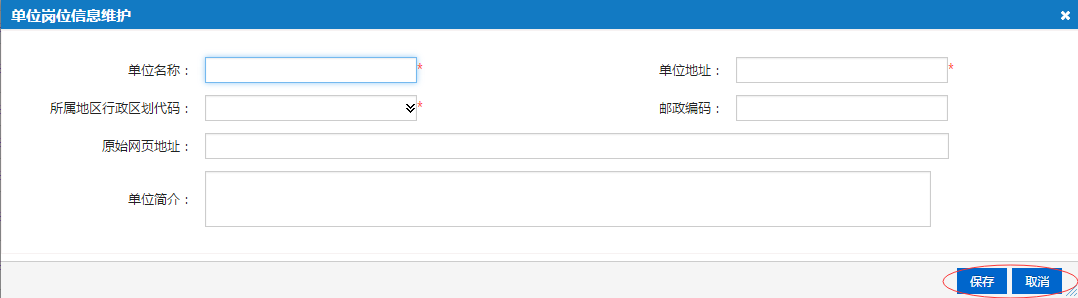 单位岗位信息维护
单位名称： * 单位地址： *
所属地区行政区划代码： * 邮政编码：
原始网页地址：
单位简介：
保存 取消